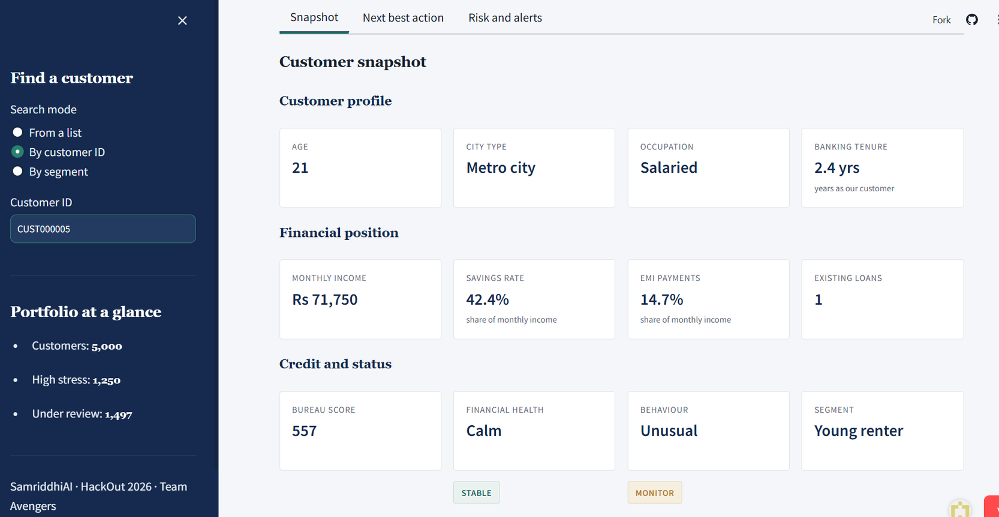 Find a customer
Search mode
From a list
By customer ID
By segment
Customer ID
CUST000005
Portfolio at a glance
Customers: 5,000
High stress: 1,250
Under review: 1,497
SamriddhiAI · HackOut 2026 · Team
Avengers
Snapshot
Next best action
Risk and alerts
Fork
Customer snapshot
Customer profile
AGE
21
CITY TYPE
Metro city
OCCUPATION
Salaried
BANKING TENURE
2.4 yrs
years as our customer
Financial position
MONTHLY INCOME
Rs 71,750
SAVINGS RATE
42.4%
share of monthly income
EMI PAYMENTS
14.7%
share of monthly income
EXISTING LOANS
1
Credit and status
BUREAU SCORE
557
FINANCIAL HEALTH
Calm
BEHAVIOUR
Unusual
SEGMENT
Young renter
STABLE
MONITOR